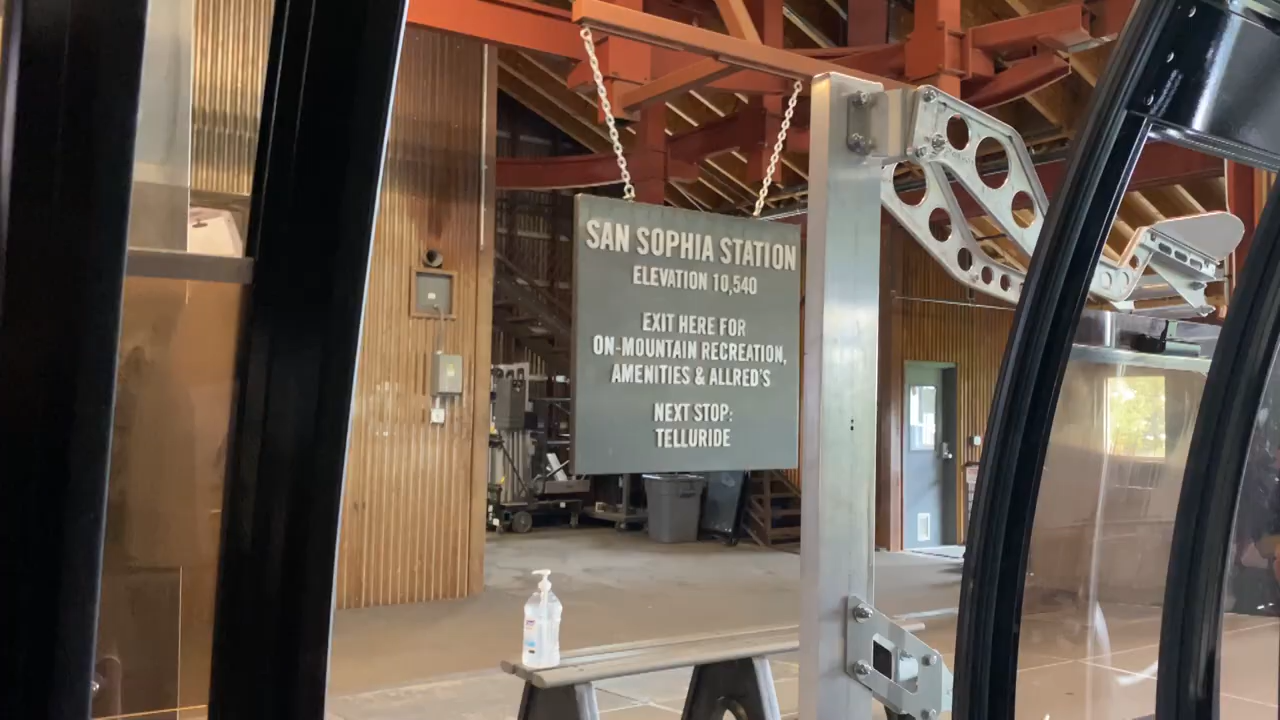 SAN SOPHIA STATION
ELEVATION 10,540
EXIT HERE FOR
ON-MOUNTAIN RECREATION,
AMENITIES & ALLRED'S
NEXT STOP:
TELLURIDE